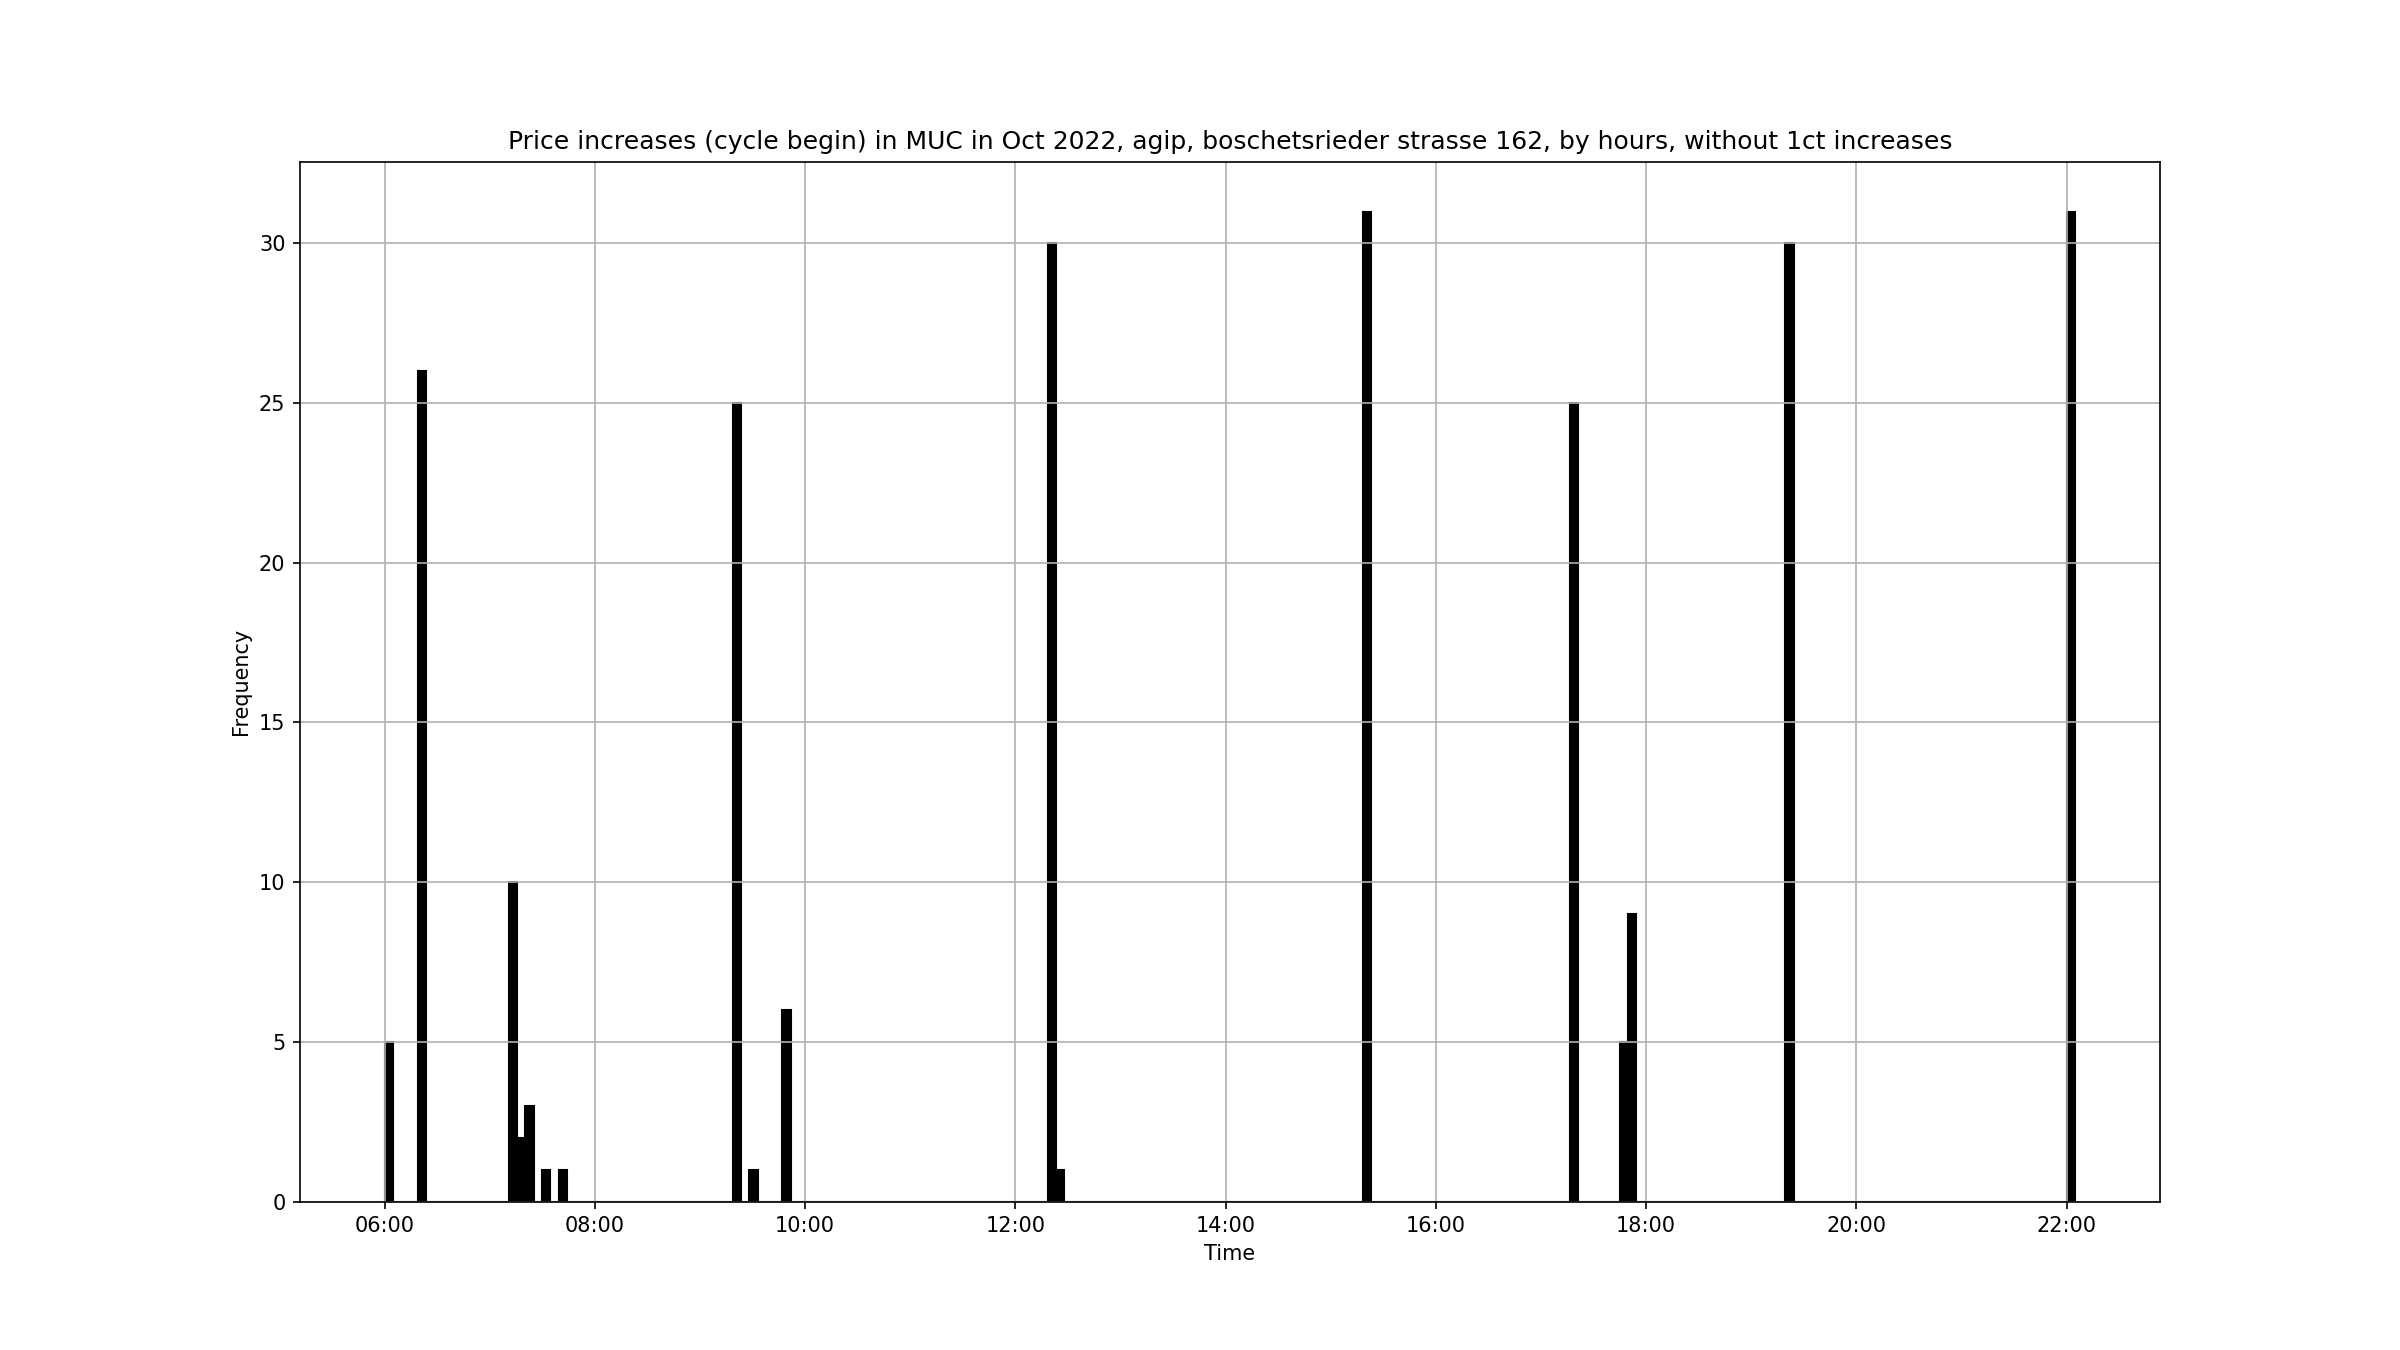 Price increases (cycle begin) in MUC in Oct 2022, agip, boschetsrieder strasse 162, by hours, without 1ct increases
Frequency
30
25
20
15
10
5
0
06:00 08:00 10:00 12:00 14:00 16:00 18:00 20:00 22:00
Time